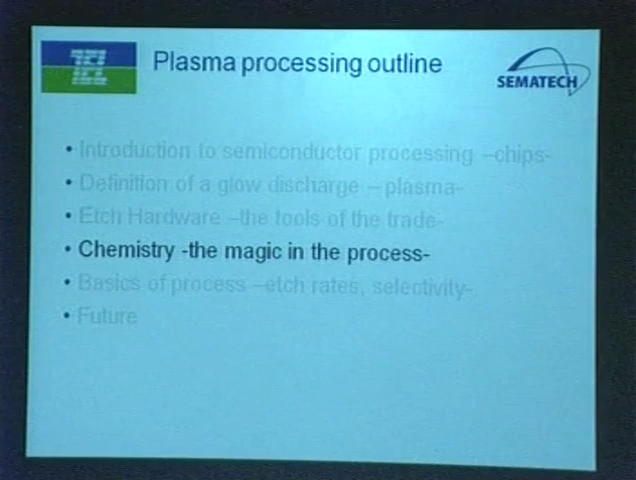 TEL
Plasma processing outline
SEMATECH
• Introduction to semiconductor processing –chips-
• Definition of a glow discharge – plasma-
• Etch Hardware –the tools of the trade-
• Chemistry -the magic in the process-
• Basics of process –etch rates, selectivity-
• Future